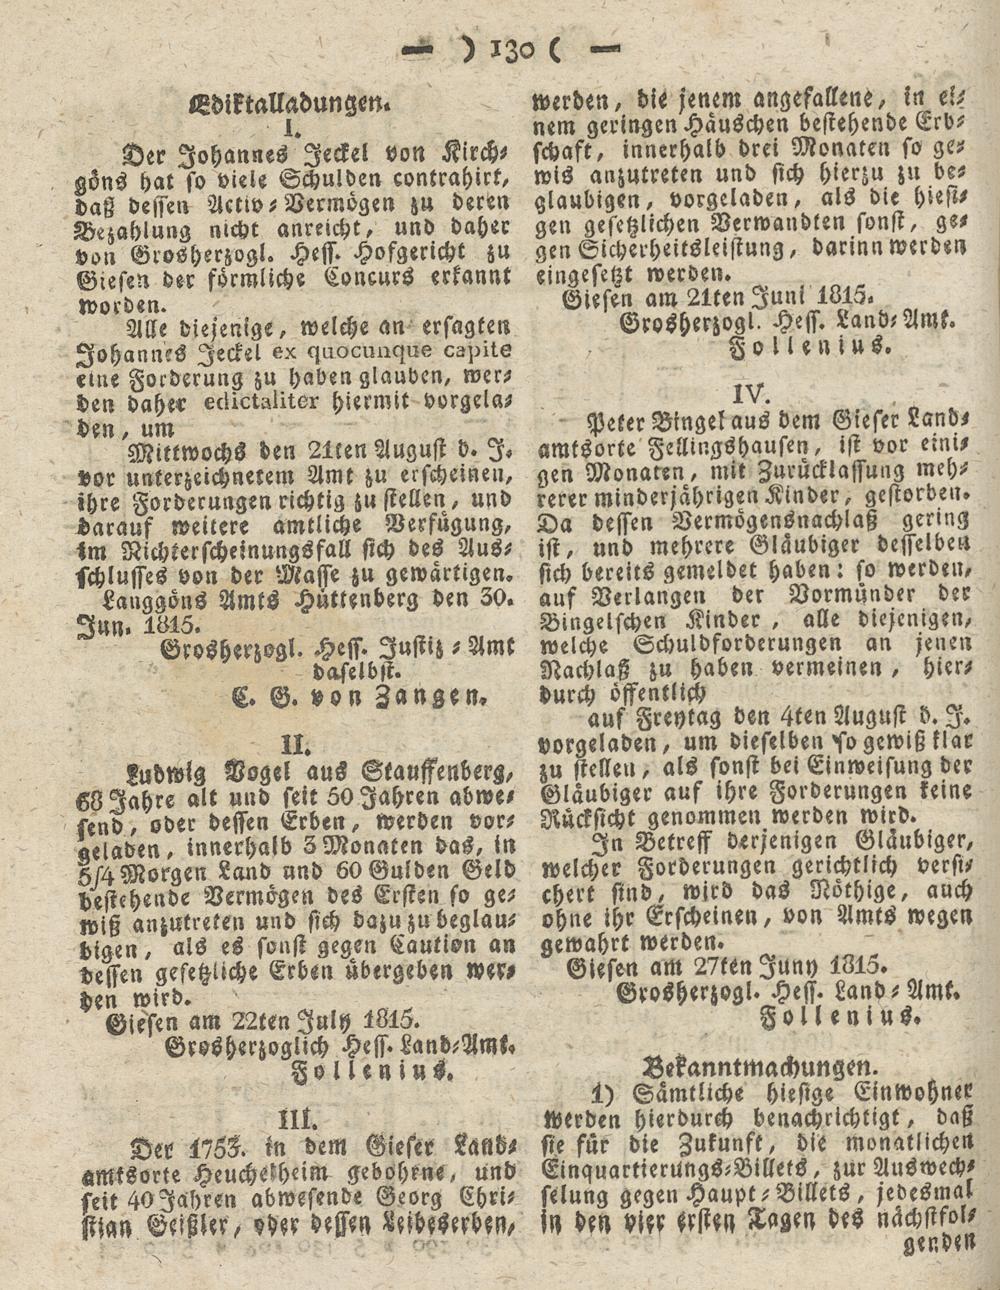 — ) 130 ( —
Ediktalladungen.
I.
Der Johannes Jeckel von Kirch-
göns hat so viele Schulden contrahirt,
daß dessen Activ-Vermögen zu deren
Bezahlung nicht anreicht, und daher
von Grosherzogl. Hess. Hofgericht zu
Giesen der förmliche Concurs erkannt
worden.
Alle diejenige, welche an ersagten
Johannes Jeckel ex quocunque capite
eine Forderung zu haben glauben, wer-
den daher edictaliter hiermit vorgela-
den, um
Mittwochs den 21ten August d. J.
vor unterzeichnetem Amt zu erscheinen,
ihre Forderungen richtig zu stellen, und
darauf weitere amtliche Verfügung,
im Nichterscheinungsfall sich des Aus-
schlusses von der Masse zu gewärtigen.
Langgöns Amts Hüttenberg den 30.
Jun. 1815.
Grosherzogl. Hess. Justiz-Amt
daselbst.
C. G. von Zangen.
II.
Ludwig Vogel aus Stauffenberg,
68 Jahre alt und seit 50 Jahren abwe-
send, oder dessen Erben, werden vor-
geladen, innerhalb 3 Monaten das, in
5/4 Morgen Land und 60 Gulden Geld
bestehende Vermögen des Ersten so ge-
wiß anzutreten und sich dazu zu beglau-
bigen, als es sonst gegen Caution an
dessen gesetzliche Erben übergeben wer-
den wird.
Giesen am 22ten July 1815.
Grosherzoglich Hess. Land-Amt.
Follenius.
III.
Der 1753. in dem Gieser Land-
amtsorte Heuchelheim gebohrne, und
seit 40 Jahren abwesende Georg Chri-
stian Geißler, oder dessen Leibeserben,
werden, die jenem angefallene, in ei-
nem geringen Häuschen bestehende Erb-
schaft, innerhalb drei Monaten so ge-
wis anzutreten und sich hierzu zu be-
glaubigen, vorgeladen, als die hiesi-
gen gesetzlichen Verwandten sonst, ge-
gen Sicherheitsleistung, darinn werden
eingesetzt werden.
Giesen am 21ten Juni 1815.
Grosherzogl. Hess. Land-Amt.
Follenius.
IV.
Peter Bingel aus dem Gieser Land-
amtsorte Fellingshausen, ist vor eini-
gen Monaten, mit Zurücklassung meh-
rerer minderjährigen Kinder, gestorben.
Da dessen Vermögensnachlaß gering
ist, und mehrere Gläubiger desselben
sich bereits gemeldet haben: so werden,
auf Verlangen der Vormünder der
Bingelschen Kinder, alle diejenigen,
welche Schuldforderungen an jenen
Nachlaß zu haben vermeinen, hier-
durch öffentlich
auf Freytag den 4ten August d. J.
vorgeladen, um dieselben so gewiß klar
zu stellen, als sonst bei Einweisung der
Gläubiger auf ihre Forderungen keine
Rücksicht genommen werden wird.
In Betreff derjenigen Gläubiger,
welcher Forderungen gerichtlich versi-
chert sind, wird das Nöthige, auch
ohne ihr Erscheinen, von Amts wegen
gewahrt werden.
Giesen am 27ten Juny 1815.
Grosherzogl. Hess. Land-Amt.
Follenius.
Bekanntmachungen.
1) Sämtliche hiesige Einwohner
werden hierdurch benachrichtigt, daß
sie für die Zukunft, die monatlichen
Einquartierungs-Billets, zur Auswech-
selung gegen Haupt-Billets, jedesmal
in den vier ersten Tagen des nächstfol-
genden